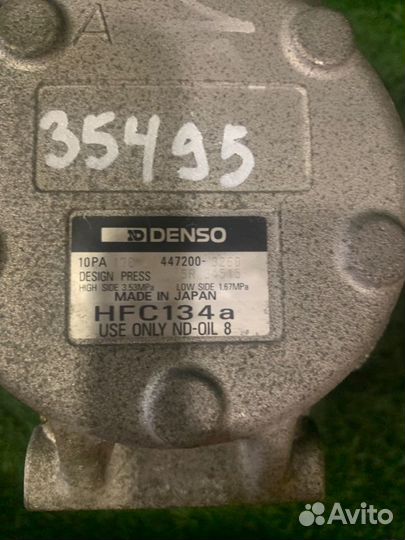 A
35495
ND DENSO
10PA 447200-
DESIGN PRESS
HIGH SIDE 3.53MPa LOW SIDE 1.67MPa
MADE IN JAPAN
HFC134a
USE ONLY ND-OIL 8
Avito